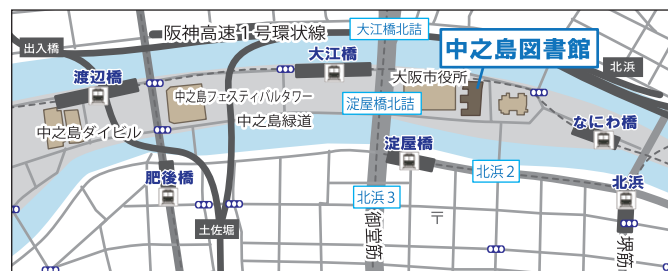 阪神高速1号環状線
大江橋北詰
出入橋
大江橋
中之島図書館
北浜
渡辺橋
大阪市役所
中之島フェスティバルタワー
淀屋橋北詰
中之島緑道
中之島ダイビル
なにわ橋
淀屋橋
肥後橋
北浜2
北浜
北浜3
〒
土佐堀
御堂筋
堺筋